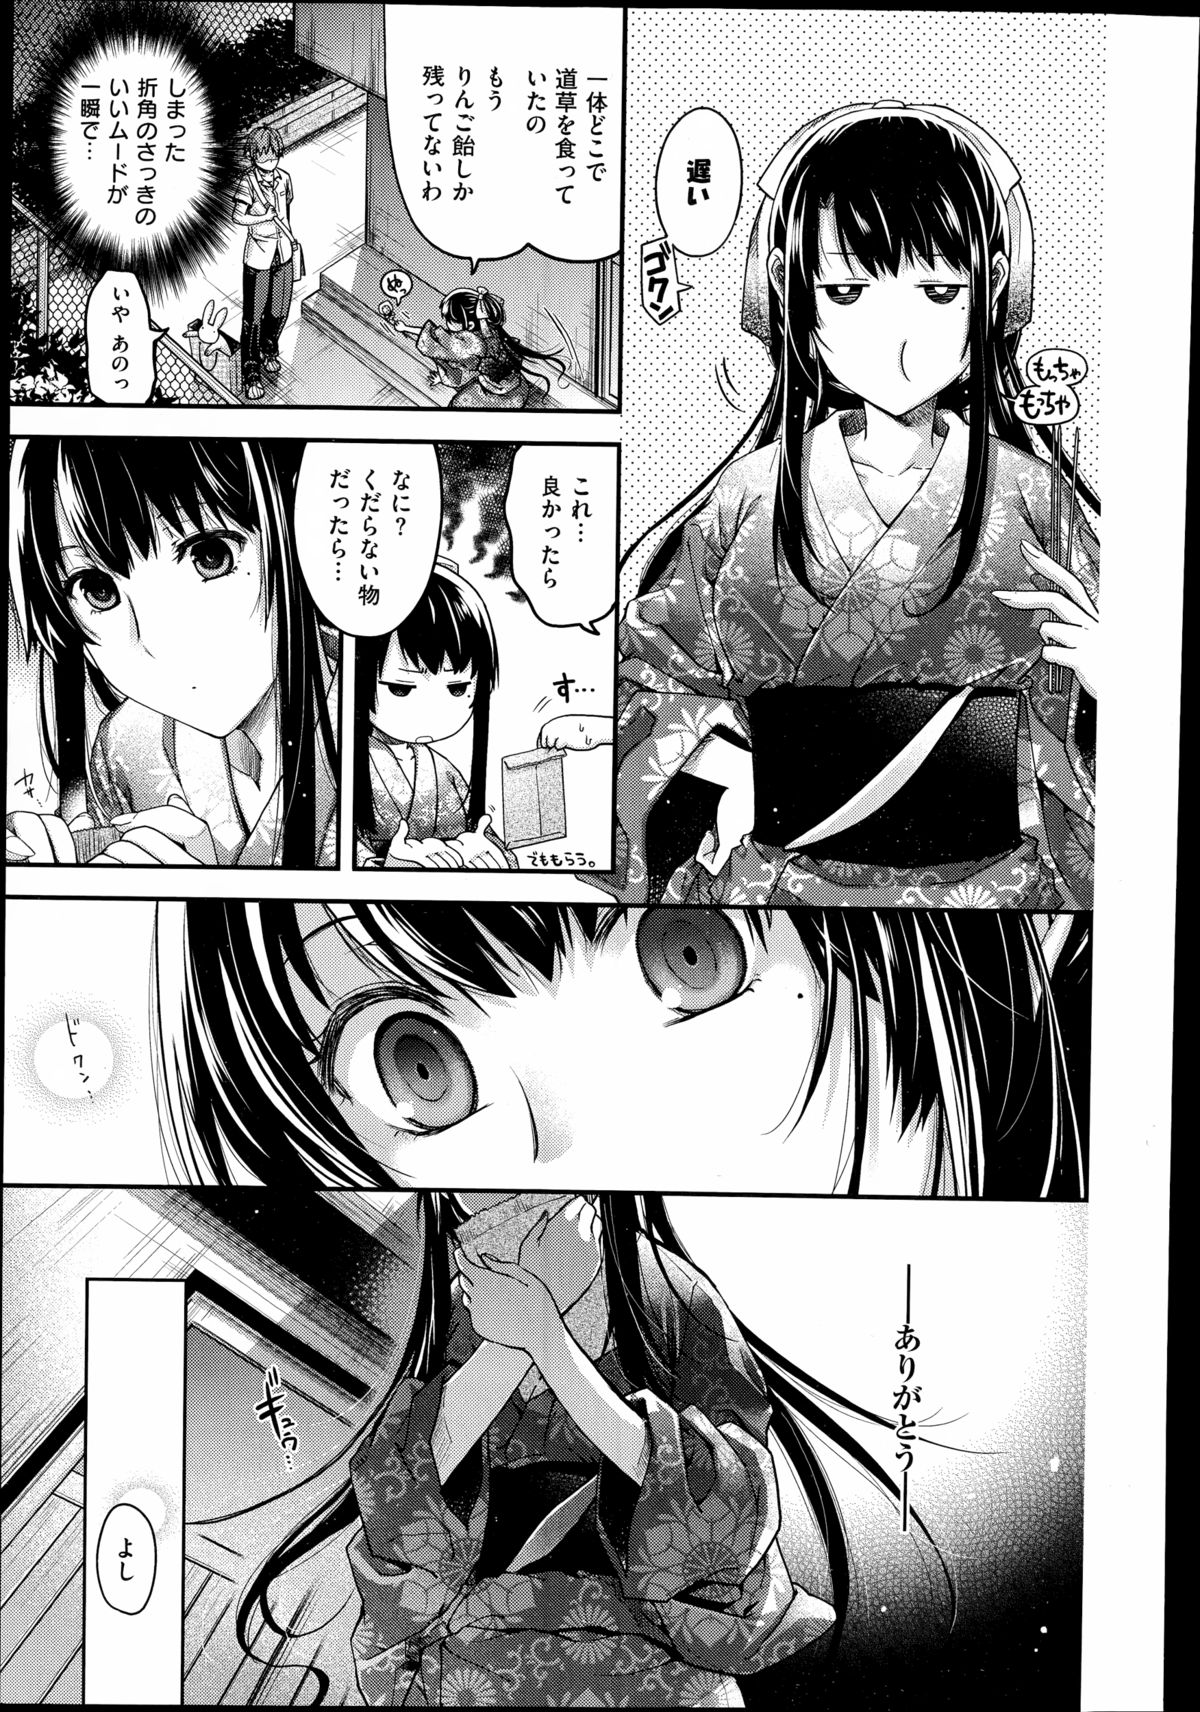 遅い
ゴクン
もっちゃ
もっちゃ
一体どこで
道草を食って
いたの
もう
りんご飴しか
残ってないわ
ぬっ
しまった
折角のさっきの
いいムードが
一瞬で…
いや あのっ
これ…
良かったら
す…
なに?
くだらない物
だったら…
でももらう。
カサ…
ドクン…
――ありがとう――
ギュウ…
よし